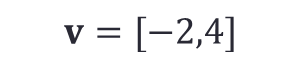 v = [−2,4]